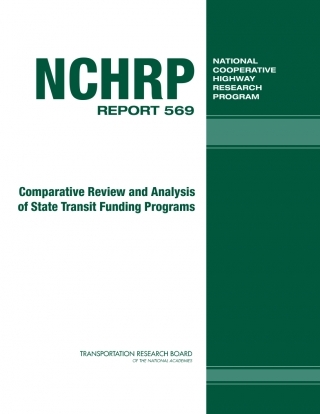 NCHRP
REPORT 569
NATIONAL
COOPERATIVE
HIGHWAY
RESEARCH
PROGRAM
Comparative Review and Analysis
of State Transit Funding Programs
TRANSPORTATION RESEARCH BOARD
OF THE NATIONAL ACADEMIES